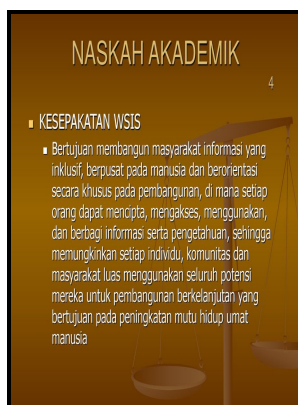 NASKAH AKADEMIK
4
KESEPAKATAN WSIS
Bertujuan membangun masyarakat informasi yang
inklusif, berpusat pada manusia dan berorientasi
secara khusus pada pembangunan, di mana setiap
orang dapat mencipta, mengakses, menggunakan,
dan berbagi informasi serta pengetahuan, sehingga
memungkinkan setiap individu, komunitas dan
masyarakat luas menggunakan seluruh potensi
mereka untuk pembangunan berkelanjutan yang
bertujuan pada peningkatan mutu hidup umat
manusia